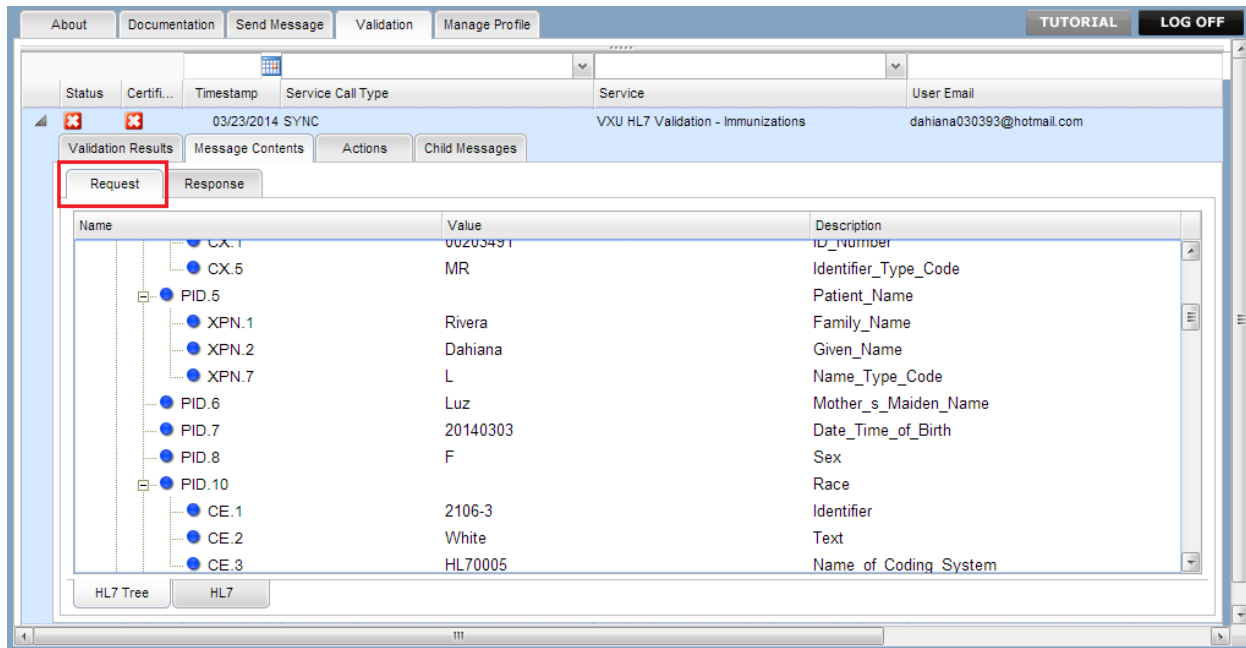 About Documentation Send Message Validation Manage Profile TUTORIAL LOG OFF
Status Certifi... Timestamp Service Call Type Service User Email
03/23/2014 SYNC VXU HL7 Validation - Immunizations dahiana030393@hotmail.com
Validation Results Message Contents Actions Child Messages
Request Response
Name Value Description
CX.1 00203491 ID_Number
CX.5 MR Identifier_Type_Code
PID.5 Patient_Name
XPN.1 Rivera Family_Name
XPN.2 Dahiana Given_Name
XPN.7 L Name_Type_Code
PID.6 Luz Mother_s_Maiden_Name
PID.7 20140303 Date_Time_of_Birth
PID.8 F Sex
PID.10 Race
CE.1 2106-3 Identifier
CE.2 White Text
CE.3 HL70005 Name_of_Coding_System
HL7 Tree HL7